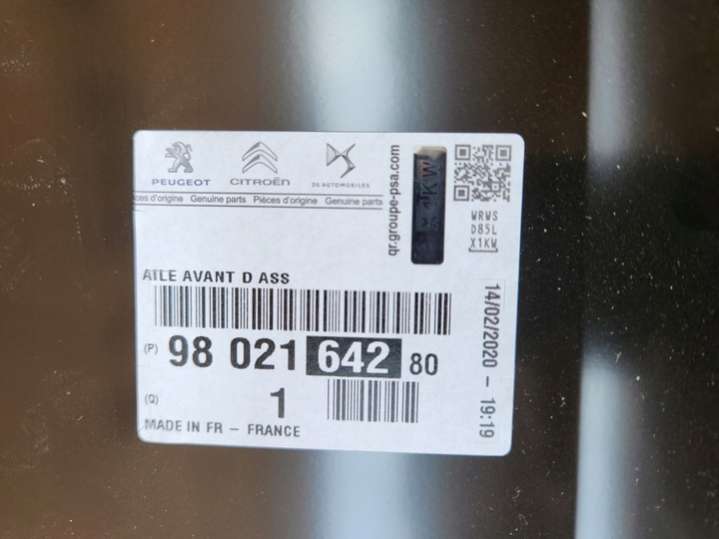 PEUGEOT
CITROËN
DS AUTOMOBILES
ces d'origine Genuine parts Pièces d'origine Genuine parts
qr.groupe-psa.com
WRWS
D85L
X1KW
AILE AVANT D ASS
(P) 98 021 642 80
(Q) 1
MADE IN FR - FRANCE
14/02/2020 - 19:19